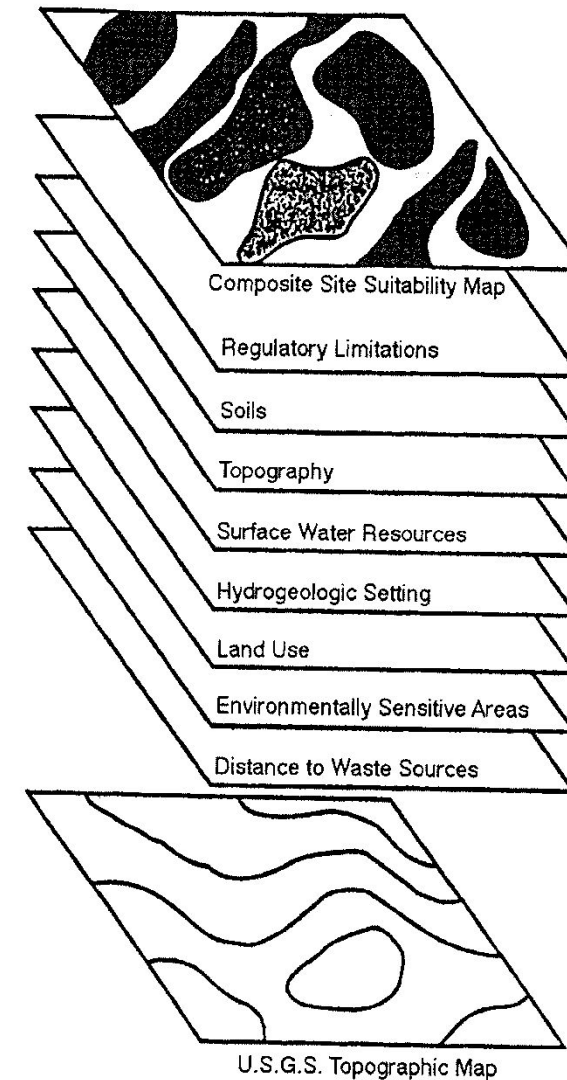 Composite Site Suitability Map
Regulatory Limitations
Soils
Topography
Surface Water Resources
Hydrogeologic Setting
Land Use
Environmentally Sensitive Areas
Distance to Waste Sources
U.S.G.S. Topographic Map